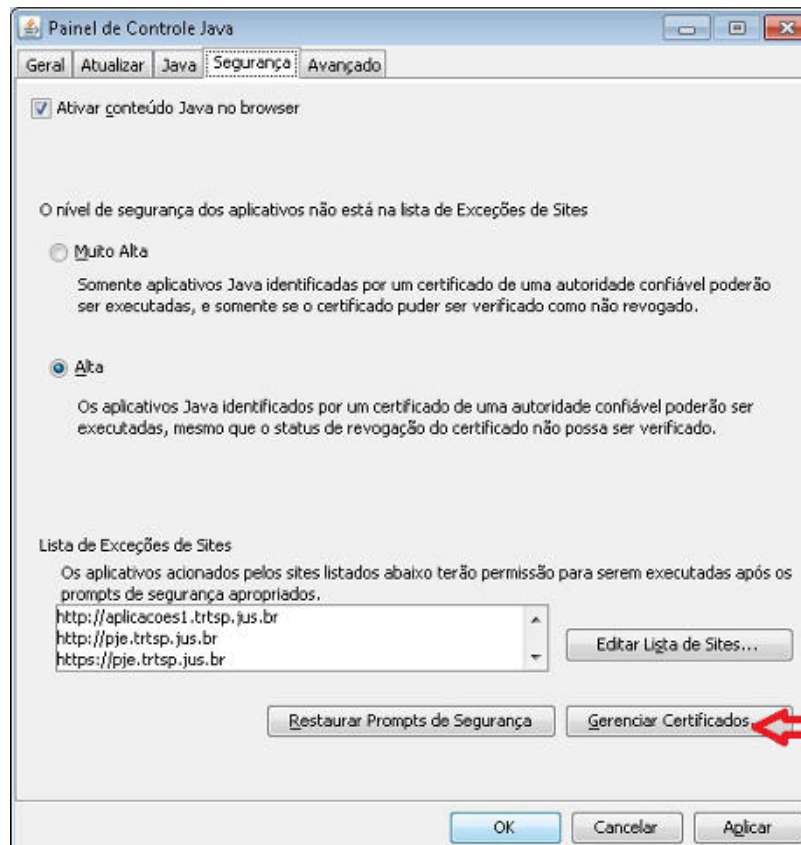 Painel de Controle Java
Geral Atualizar Java Segurança Avançado
Ativar conteúdo Java no browser
O nível de segurança dos aplicativos não está na lista de Exceções de Sites
Muito Alta
Somente aplicativos Java identificadas por um certificado de uma autoridade confiável poderão
ser executadas, e somente se o certificado puder ser verificado como não revogado.
Alta
Os aplicativos Java identificados por um certificado de uma autoridade confiável poderão ser
executadas, mesmo que o status de revogação do certificado não possa ser verificado.
Lista de Exceções de Sites
Os aplicativos acionados pelos sites listados abaixo terão permissão para serem executadas após os
prompts de segurança apropriados.
http://aplicacoes1.trtsp.jus.br
http://pje.trtsp.jus.br
https://pje.trtsp.jus.br
Editar Lista de Sites...
Restaurar Prompts de Segurança Gerenciar Certificados...
OK Cancelar Aplicar